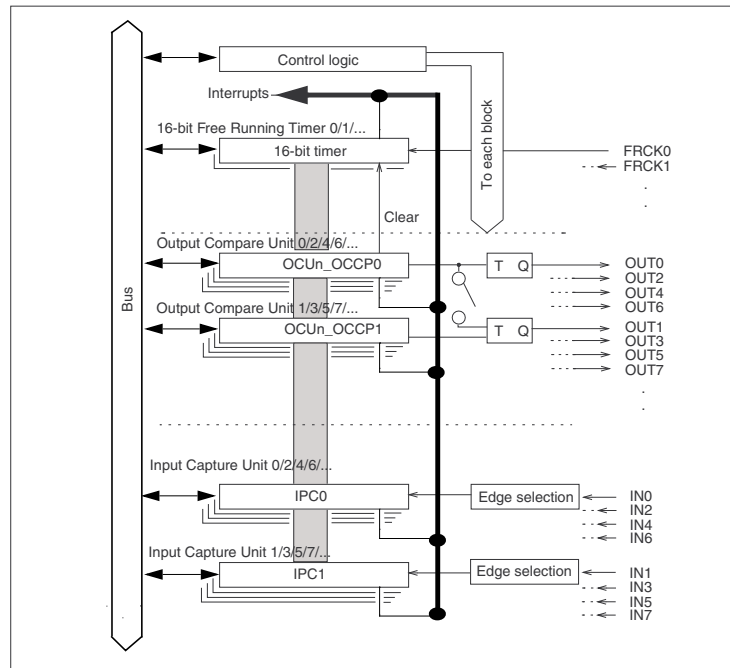 Control logic
Interrupts
16-bit Free Running Timer 0/1/...
16-bit timer
FRCK0
FRCK1
To each block
Clear
Output Compare Unit 0/2/4/6/...
OCUn_OCCP0
T Q
OUT0
OUT2
OUT4
OUT6
Bus
Output Compare Unit 1/3/5/7/...
OCUn_OCCP1
T Q
OUT1
OUT3
OUT5
OUT7
Input Capture Unit 0/2/4/6/...
IPC0
Edge selection
IN0
IN2
IN4
IN6
Input Capture Unit 1/3/5/7/...
IPC1
Edge selection
IN1
IN3
IN5
IN7